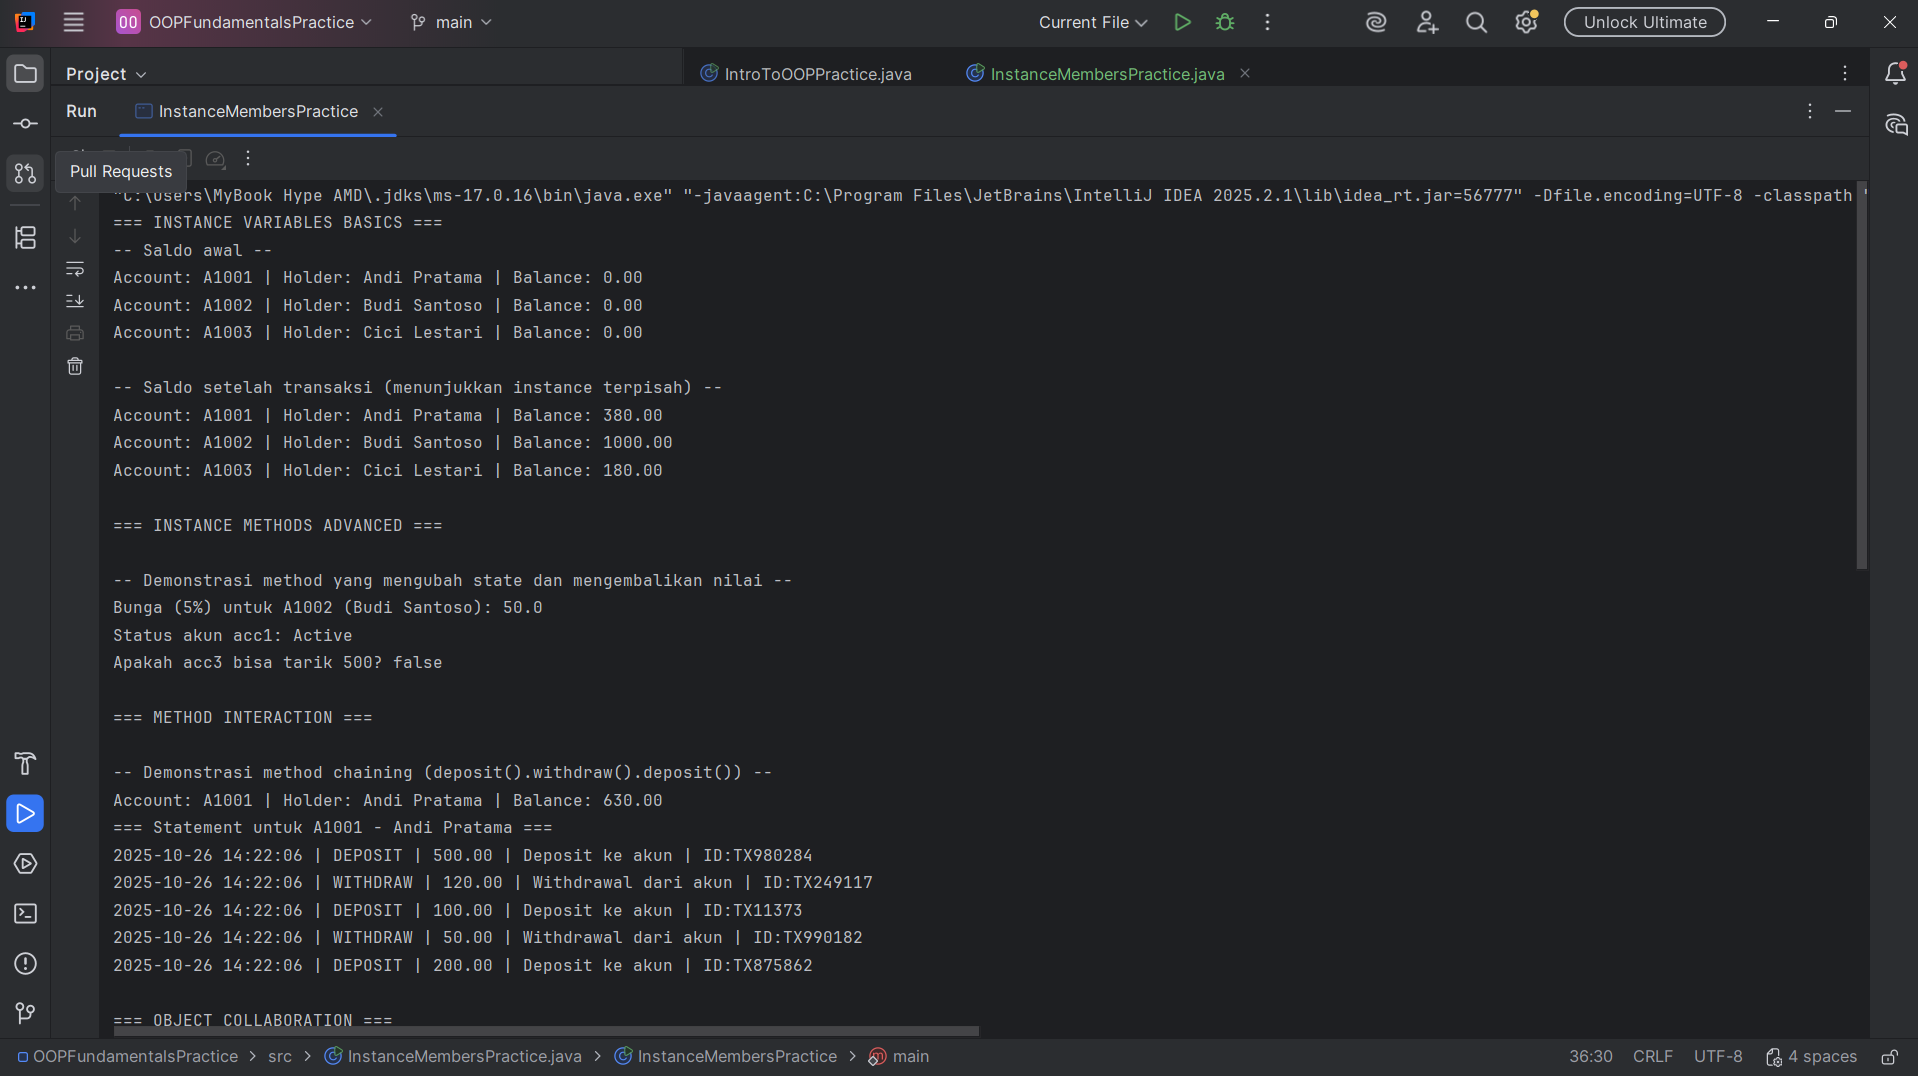 OO OOPFundamentalsPractice main Current File Unlock Ultimate
Project IntroToOOPPractice.java InstanceMembersPractice.java
Run InstanceMembersPractice
Pull Requests
"C:\Users\MyBook Hype AMD\.jdks\ms-17.0.16\bin\java.exe" "-javaagent:C:\Program Files\JetBrains\IntelliJ IDEA 2025.2.1\lib\idea_rt.jar=56777" -Dfile.encoding=UTF-8 -classpath "
=== INSTANCE VARIABLES BASICS ===
-- Saldo awal --
Account: A1001 | Holder: Andi Pratama | Balance: 0.00
Account: A1002 | Holder: Budi Santoso | Balance: 0.00
Account: A1003 | Holder: Cici Lestari | Balance: 0.00
-- Saldo setelah transaksi (menunjukkan instance terpisah) --
Account: A1001 | Holder: Andi Pratama | Balance: 380.00
Account: A1002 | Holder: Budi Santoso | Balance: 1000.00
Account: A1003 | Holder: Cici Lestari | Balance: 180.00
=== INSTANCE METHODS ADVANCED ===
-- Demonstrasi method yang mengubah state dan mengembalikan nilai --
Bunga (5%) untuk A1002 (Budi Santoso): 50.0
Status akun acc1: Active
Apakah acc3 bisa tarik 500? false
=== METHOD INTERACTION ===
-- Demonstrasi method chaining (deposit().withdraw().deposit()) --
Account: A1001 | Holder: Andi Pratama | Balance: 630.00
=== Statement untuk A1001 - Andi Pratama ===
2025-10-26 14:22:06 | DEPOSIT | 500.00 | Deposit ke akun | ID:TX980284
2025-10-26 14:22:06 | WITHDRAW | 120.00 | Withdrawal dari akun | ID:TX249117
2025-10-26 14:22:06 | DEPOSIT | 100.00 | Deposit ke akun | ID:TX11373
2025-10-26 14:22:06 | WITHDRAW | 50.00 | Withdrawal dari akun | ID:TX990182
2025-10-26 14:22:06 | DEPOSIT | 200.00 | Deposit ke akun | ID:TX875862
=== OBJECT COLLABORATION ===
OOPFundamentalsPractice > src > InstanceMembersPractice.java > InstanceMembersPractice > main 36:30 CRLF UTF-8 4 spaces